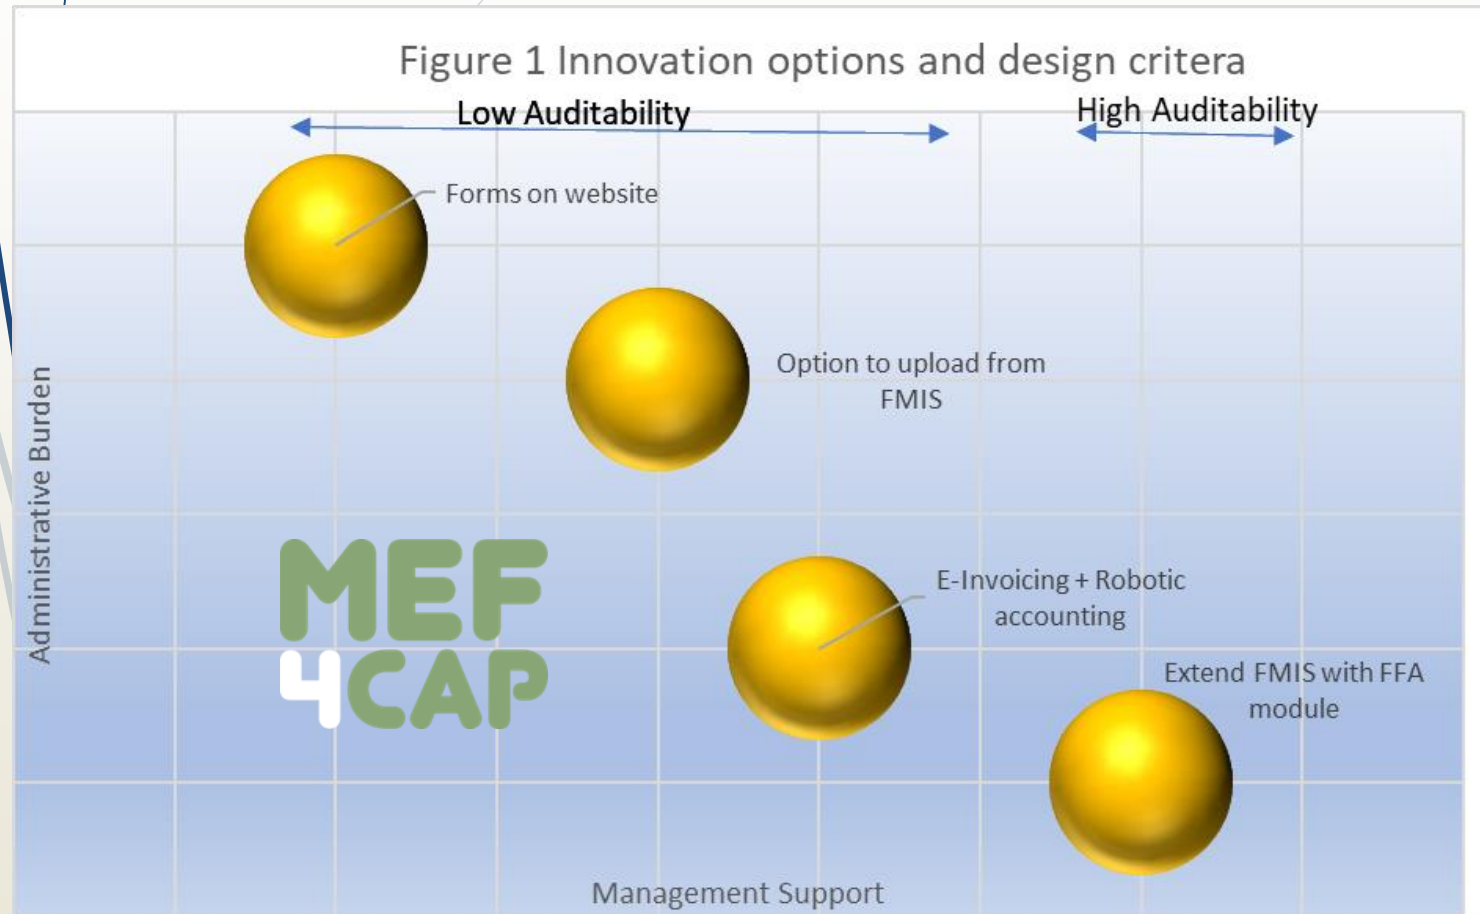 Figure 1 Innovation options and design critera
Low Auditability
High Auditability
Forms on website
Option to upload from
FMIS
Administrative Burden
MEF
4CAP
E-Invoicing + Robotic
accounting
Extend FMIS with FFA
module
Management Support